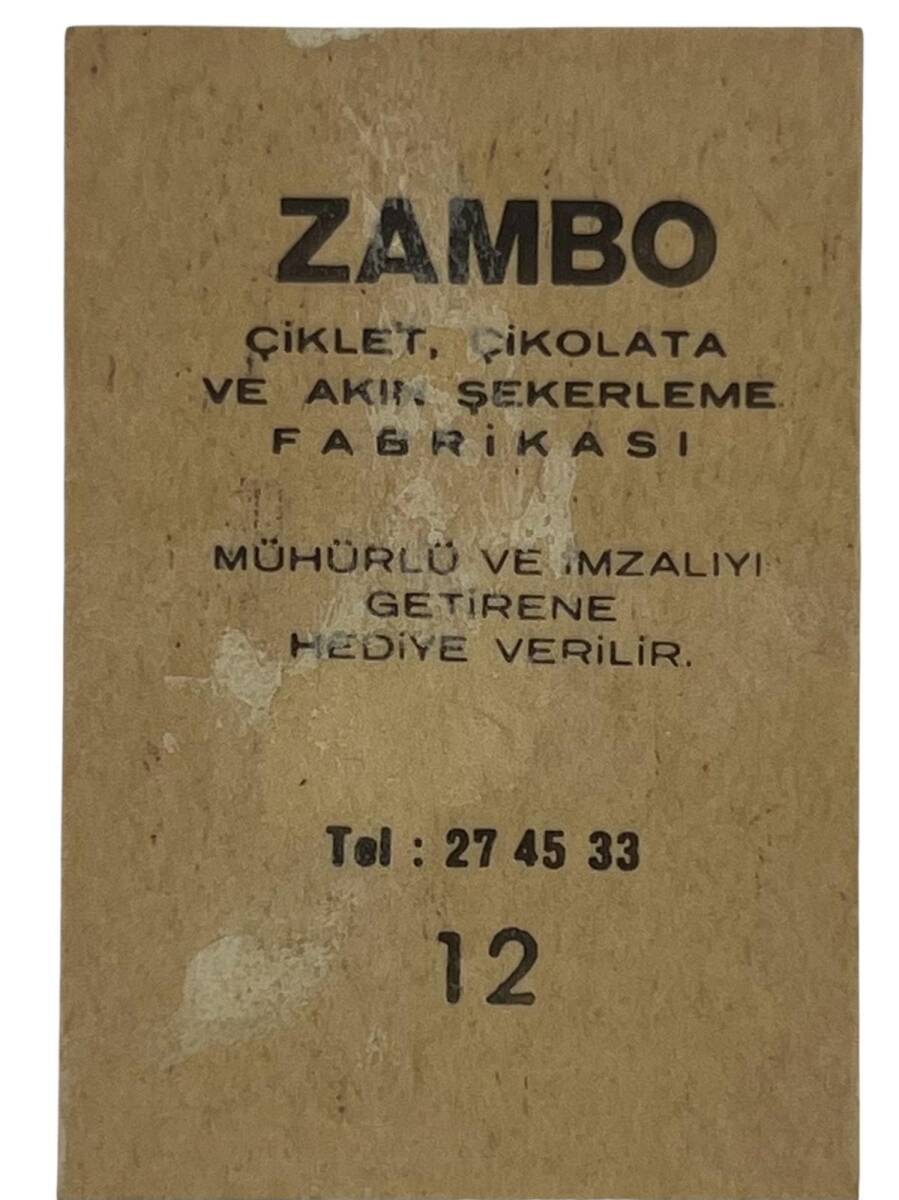 ZAMBO
ÇİKLET, ÇİKOLATA
VE AKIN ŞEKERLEME
FABRİKASI
MÜHÜRLÜ VE İMZALIYI
GETİRENE
HEDİYE VERİLİR.
Tel : 27 45 33
12